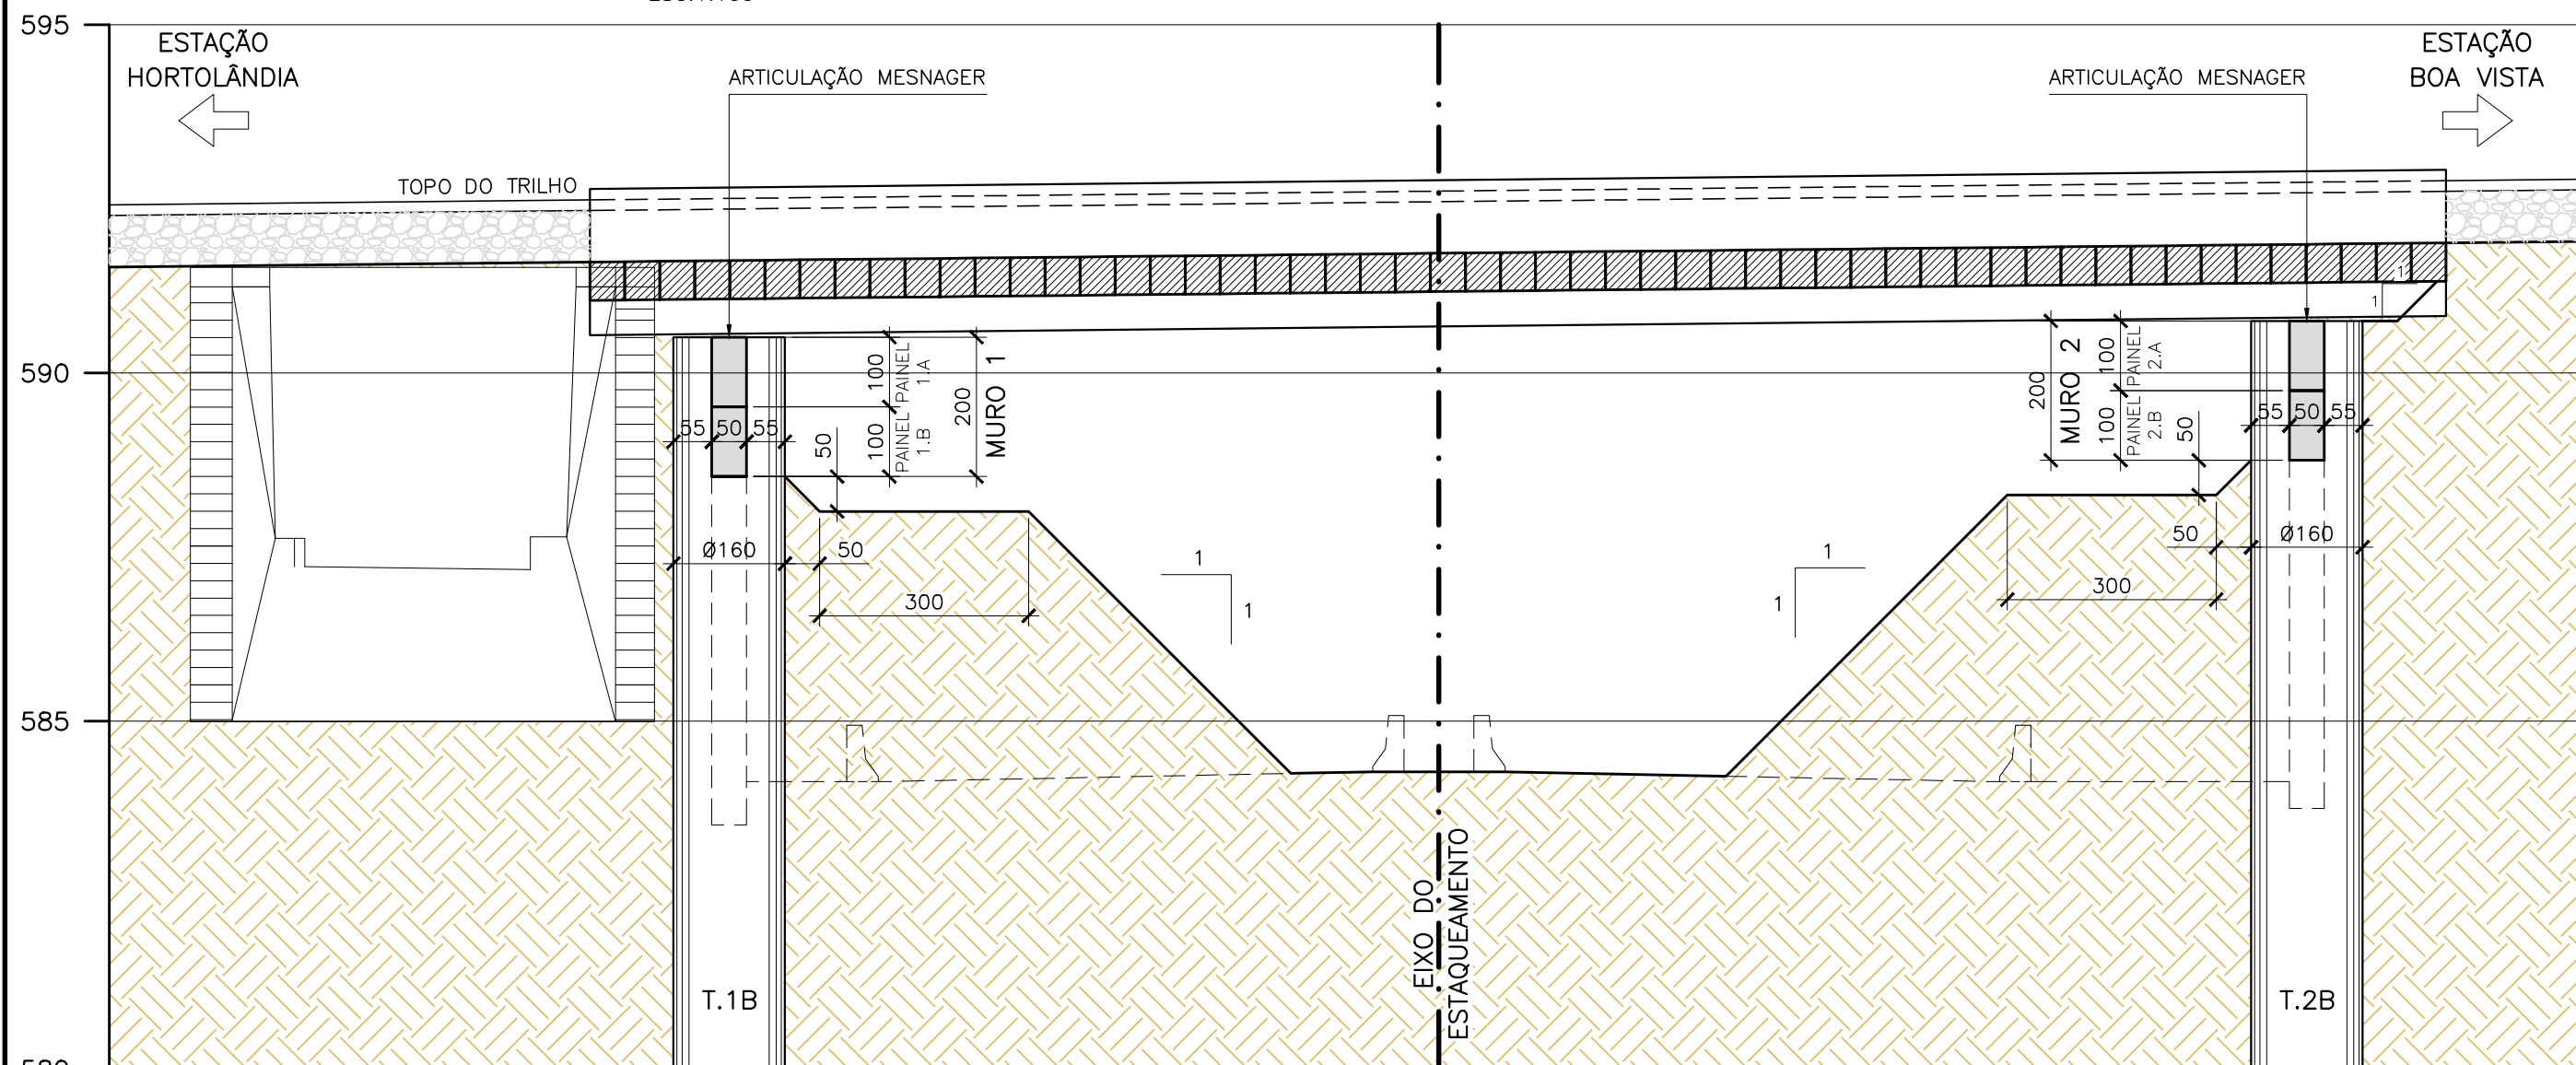 595
ESTAÇÃO
HORTOLÂNDIA
ESTAÇÃO
BOA VISTA
ARTICULAÇÃO MESNAGER
ARTICULAÇÃO MESNAGER
TOPO DO TRILHO
1
1
590
100
PAINEL
1.A
100
PAINEL
1.B
200
MURO 1
55
50
55
50
200
MURO 2
100
PAINEL
2.A
100
PAINEL
2.B
50
55
50
55
Ø160
50
300
1
1
1
1
50
Ø160
300
585
EIXO DO
ESTAQUEAMENTO
T.1B
T.2B